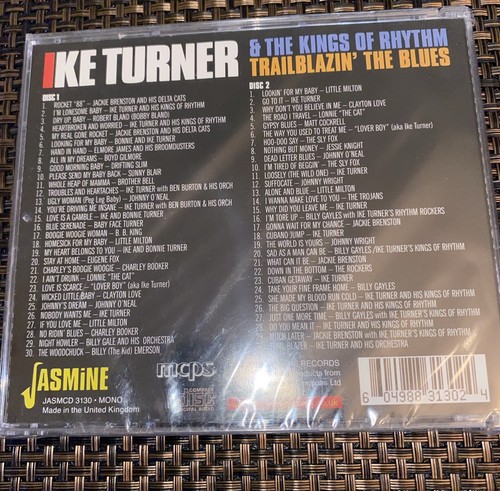 IKE TURNER
& THE KINGS OF RHYTHM
TRAILBLAZIN' THE BLUES
DISC 1
1. ROCKET "88" – JACKIE BRENSTON AND HIS DELTA CATS
2. I'M LONESOME BABY – IKE TURNER AND HIS KINGS OF RHYTHM
3. DRY UP, BABY – ROBERT BLAND (BOBBY BLAND)
4. HEARTBROKEN AND WORRIED – IKE TURNER AND HIS KINGS OF RHYTHM
5. MY REAL GONE ROCKET – JACKIE BRENSTON AND HIS DELTA CATS
6. LOOKING FOR MY BABY – BONNIE AND IKE TURNER
7. HAND IN HAND – ELMORE JAMES AND HIS BROOMDUSTERS
8. ALL IN MY DREAMS – BOYD GILMORE
9. GOOD MORNING BABY – DRIFTING SLIM
10. PLEASE SEND MY BABY BACK – SUNNY BLAIR
11. WHOLE HEAP OF MAMMA – BROTHER BELL
12. TROUBLES AND HEARTACHES – IKE TURNER with BEN BURTON & HIS ORCH
13. UGLY WOMAN (Peg Leg Baby) – JOHNNY O'NEAL
14. YOU'RE DRIVING ME INSANE – IKE TURNER with BEN BURTON & HIS ORCH
15. LIVE IS A GAMBLE – IKE AND BONNIE TURNER
16. BLUE SERENADE – BABY FACE TURNER
17. BOOGIE WOOGIE WOMAN – B. B. KING
18. HOMESICK FOR MY BABY – LITTLE MILTON
19. MY HEART BELONGS TO YOU – IKE AND BONNIE TURNER
20. STAY AT HOME – EUGENE FOX
21. CHARLEY'S BOOGIE WOOGIE – CHARLEY BOOKER
22. I AIN'T DRUNK – LONNIE "THE CAT"
23. LOVE IS SCARCE – "LOVER BOY" (aka Ike Turner)
24. WICKED LITTLE BABY – CLAYTON LOVE
25. JOHNNY'S DREAM – JOHNNY O'NEAL
26. NOBODY WANTS ME – IKE TURNER
27. IF YOU LOVE ME – LITTLE MILTON
28. NO RIDIN' BLUES – CHARLEY BOOKER
29. NIGHT HOWLER – BILLY GALE AND HIS ORCHESTRA
30. THE WOODCHUCK – BILLY (The Kid) EMERSON
DISC 2
1. LOOKIN' FOR MY BABY – LITTLE MILTON
2. GO TO IT – IKE TURNER
3. WHY DON'T YOU BELIEVE IN ME – CLAYTON LOVE
4. THE ROAD I TRAVEL – LONNIE "THE CAT"
5. GYPSY BLUES – MATT COCKRELL
6. THE WAY YOU USED TO TREAT ME – "LOVER BOY" (aka Ike Turner)
7. HOO-DOO SAY – THE SLY FOX
8. NOTHING BUT MONEY – JESSE KNIGHT
9. DEAD LETTER BLUES – JOHNNY O'NEAL
10. I'M TIRED OF BEGGIN' – THE SLY FOX
11. LOOSELY (THE WILD ONE) – IKE TURNER
12. SUFFOCATE – JOHNNY WRIGHT
13. ALONE AND BLUE – LITTLE MILTON
14. I WANNA MAKE LOVE TO YOU – THE TROJANS
15. WHY DID YOU LEAVE ME – IKE TURNER
16. I'M TORE UP – BILLY GAYLES with IKE TURNER'S RHYTHM ROCKERS
17. GONNA WAIT FOR MY CHANCE – JACKIE BRENSTON
18. CUBANO JUMP – IKE TURNER
19. THE WORLD IS YOURS – JOHNNY WRIGHT
20. SAD AS A MAN CAN BE – BILLY GAYLES /IKE TURNER'S KINGS OF RHYTHM
21. WHAT CAN IT BE – JACKIE BRENSTON
22. DOWN IN THE BOTTOM – THE ROCKERS
23. CUBAN GETAWAY – IKE TURNER
24. TAKE YOUR FINE FRAME HOME – BILLY GAYLES
25. SHE MADE MY BLOOD RUN COLD – IKE TURNER AND HIS KINGS OF RHYTHM
26. THE BIG QUESTION – IKE TURNER AND HIS KINGS OF RHYTHM
27. JUST ONE MORE TIME – BILLY GAYLES with IKE TURNER'S KINGS OF RHYTHM
28. DO YOU MEAN IT – IKE TURNER AND HIS KINGS OF RHYTHM
29. MUCH LATER – JACKIE BRENSTON with IKE TURNER'S KINGS OF RHYTHM
30. BLAZER – IKE TURNER AND HIS ORCHESTRA
JASMINE
JASMCD 3130 • MONO
Made in the United Kingdom
mcps
COMPACT
disc
DIGITAL AUDIO
RECORDS
products from
Ltd
6 04988 31302 4